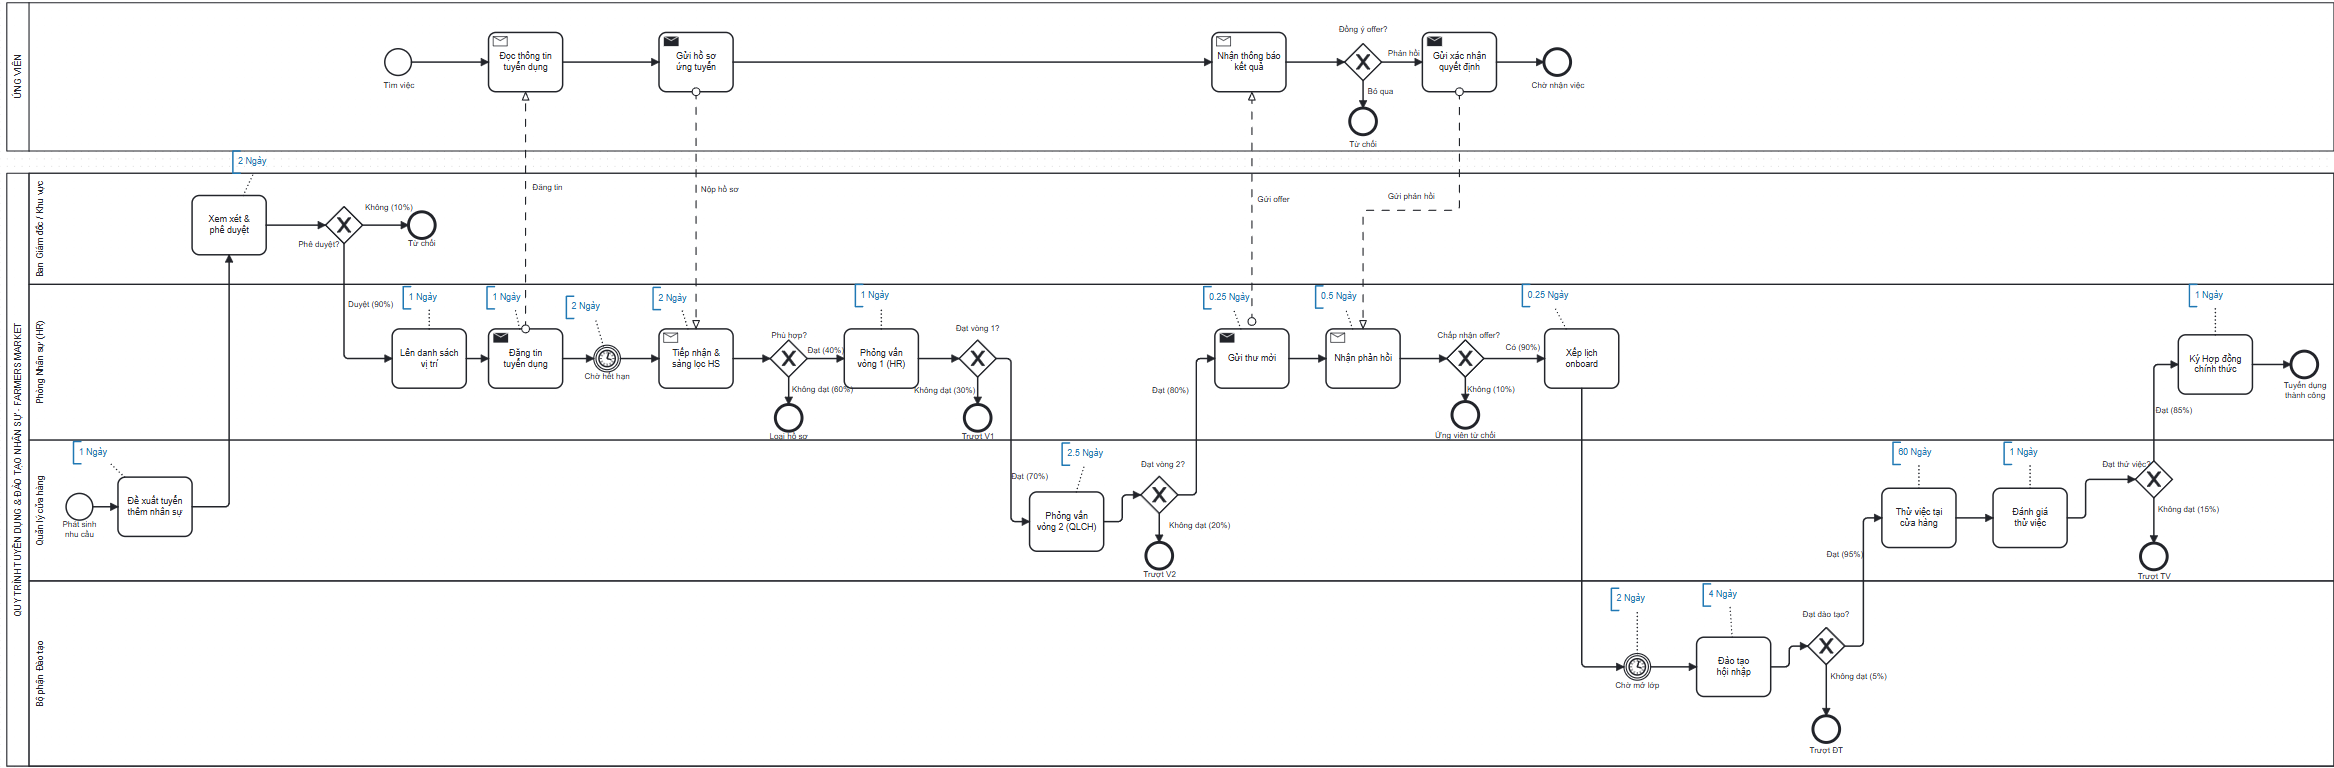 ỨNG VIÊN
Tìm việc
Đọc thông tin
tuyển dụng
Gửi hồ sơ
ứng tuyển
Nhận thông báo
kết quả
Đồng ý offer?
Phản hồi
Bỏ qua
Từ chối
Gửi xác nhận
quyết định
Chờ nhận việc
QUY TRÌNH TUYỂN DỤNG & ĐÀO TẠO NHÂN SỰ - FARMERS MARKET
Ban Giám đốc / Khu vực
2 Ngày
Xem xét &
phê duyệt
Phê duyệt?
Không (10%)
Từ chối
Duyệt (90%)
Đăng tin
Nộp hồ sơ
Gửi offer
Gửi phản hồi
Phòng Nhân sự (HR)
1 Ngày
Lên danh sách
vị trí
1 Ngày
Đăng tin
tuyển dụng
2 Ngày
Chờ hết hạn
2 Ngày
Tiếp nhận &
sàng lọc HS
Phù hợp?
Đạt (40%)
Không đạt (60%)
Loại hồ sơ
1 Ngày
Phỏng vấn
vòng 1 (HR)
Đạt vòng 1?
Không đạt (30%)
Trượt V1
Đạt (70%)
0.25 Ngày
Gửi thư mời
0.5 Ngày
Nhận phản hồi
Chấp nhận offer?
Có (90%)
Không (10%)
Ứng viên từ chối
0.25 Ngày
Xếp lịch
onboard
1 Ngày
Ký Hợp đồng
chính thức
Tuyển dụng
thành công
Quản lý cửa hàng
Phát sinh
nhu cầu
1 Ngày
Đề xuất tuyển
thêm nhân sự
2.5 Ngày
Phỏng vấn
vòng 2 (QLCH)
Đạt vòng 2?
Đạt (80%)
Không đạt (20%)
Trượt V2
60 Ngày
Thử việc tại
cửa hàng
1 Ngày
Đánh giá
thử việc
Đạt thử việc?
Đạt (85%)
Không đạt (15%)
Trượt TV
Bộ phận Đào tạo
2 Ngày
Chờ mở lớp
4 Ngày
Đào tạo
hội nhập
Đạt đào tạo?
Đạt (95%)
Không đạt (5%)
Trượt ĐT